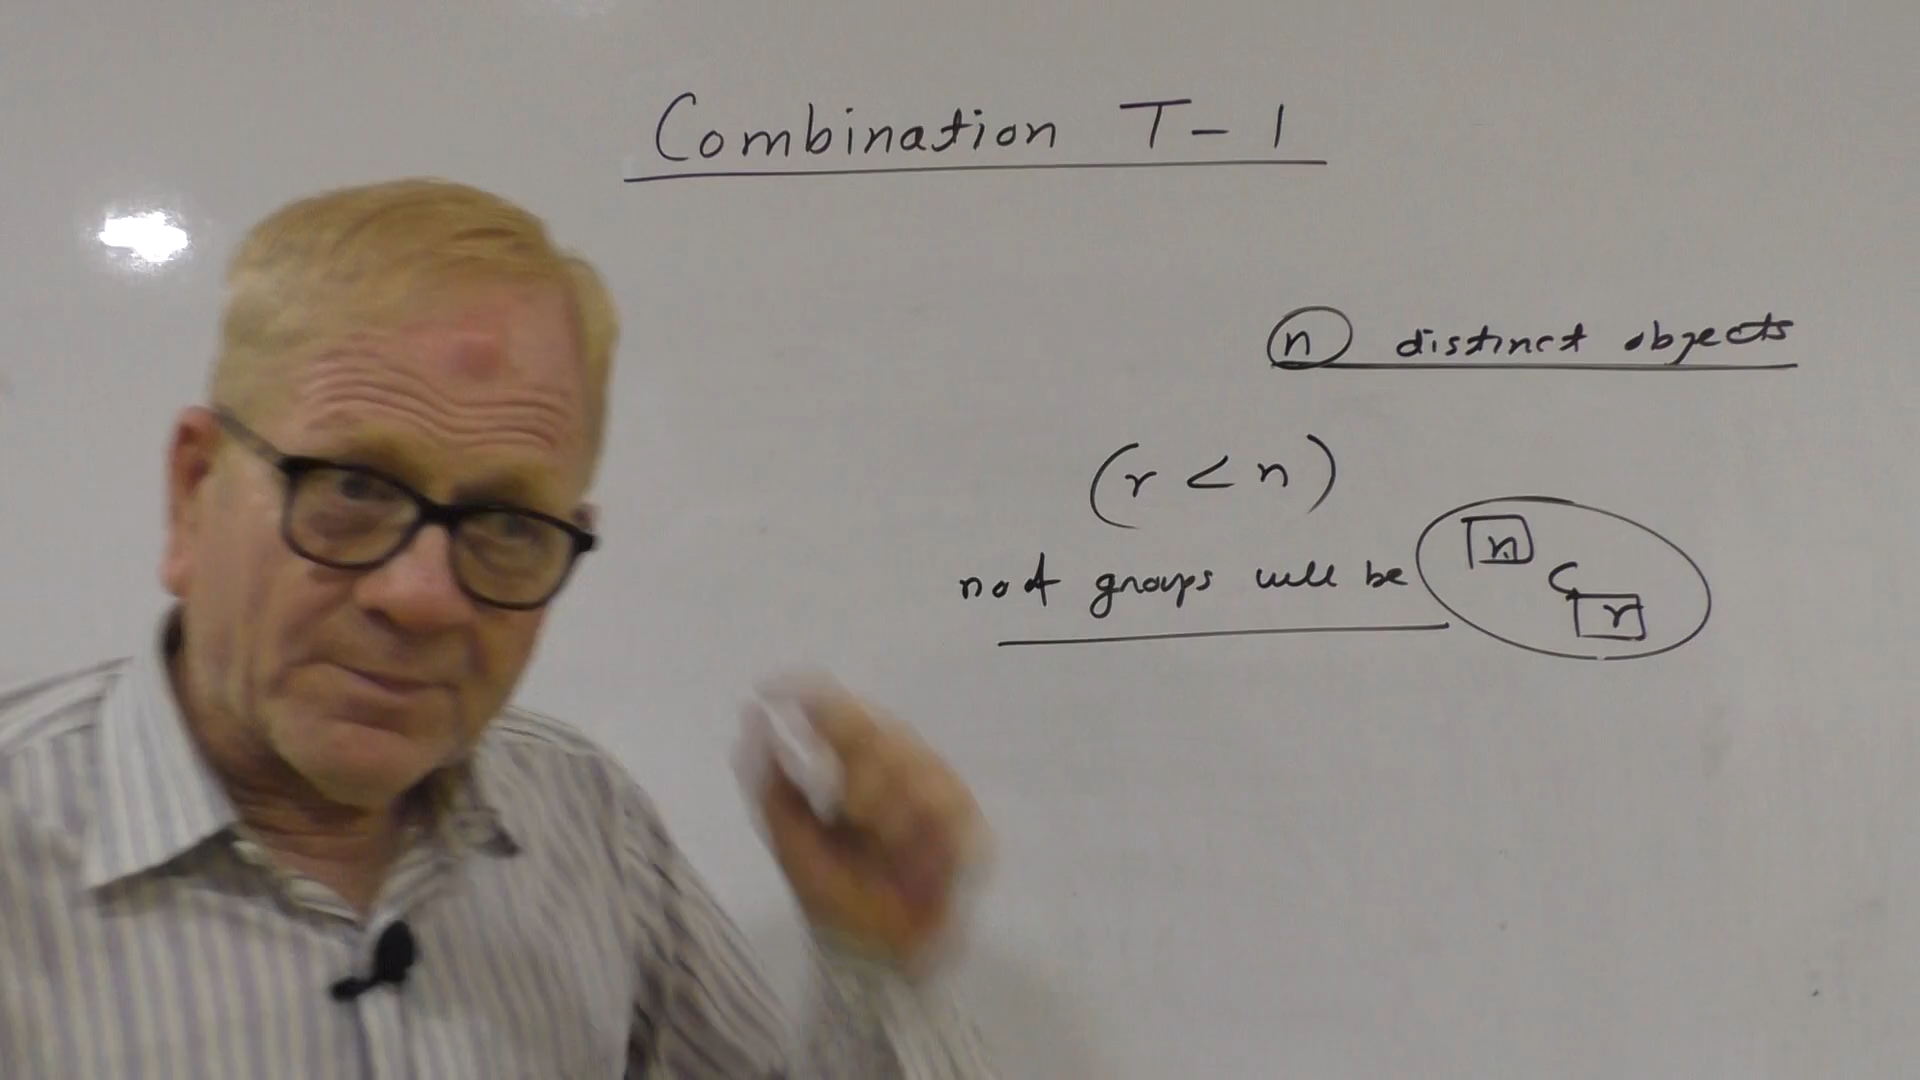 Combination T-1
n distinct objects
(r < n)
no of groups will be n C r